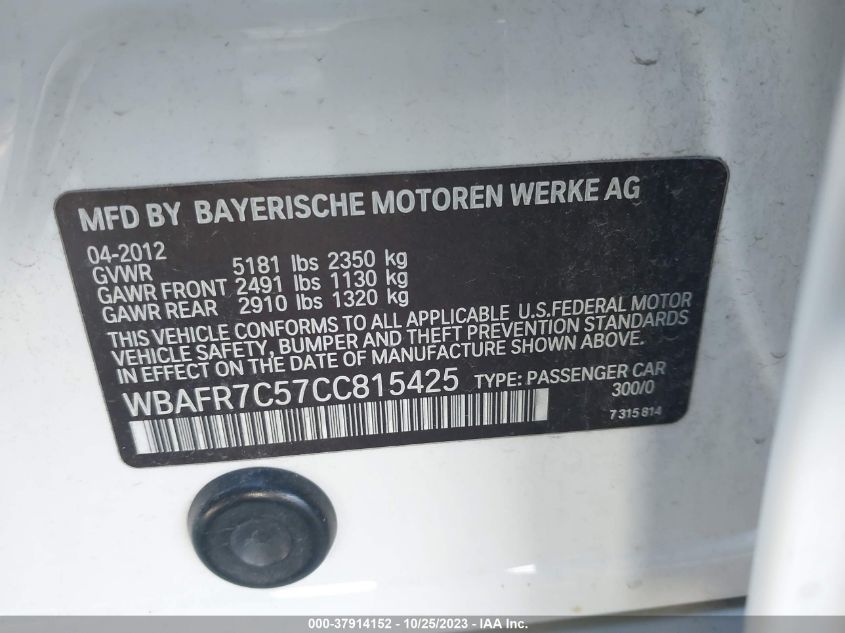 MFD BY BAYERISCHE MOTOREN WERKE AG
04-2012
GVWR 5181 lbs 2350 kg
GAWR FRONT 2491 lbs 1130 kg
GAWR REAR 2910 lbs 1320 kg
THIS VEHICLE CONFORMS TO ALL APPLICABLE U.S.FEDERAL MOTOR
VEHICLE SAFETY, BUMPER AND THEFT PREVENTION STANDARDS
IN EFFECT ON THE DATE OF MANUFACTURE SHOWN ABOVE.
WBAFR7C57CC815425 TYPE: PASSENGER CAR
300/0
7 315 814
000-37914152 - 10/25/2023 - IAA Inc.